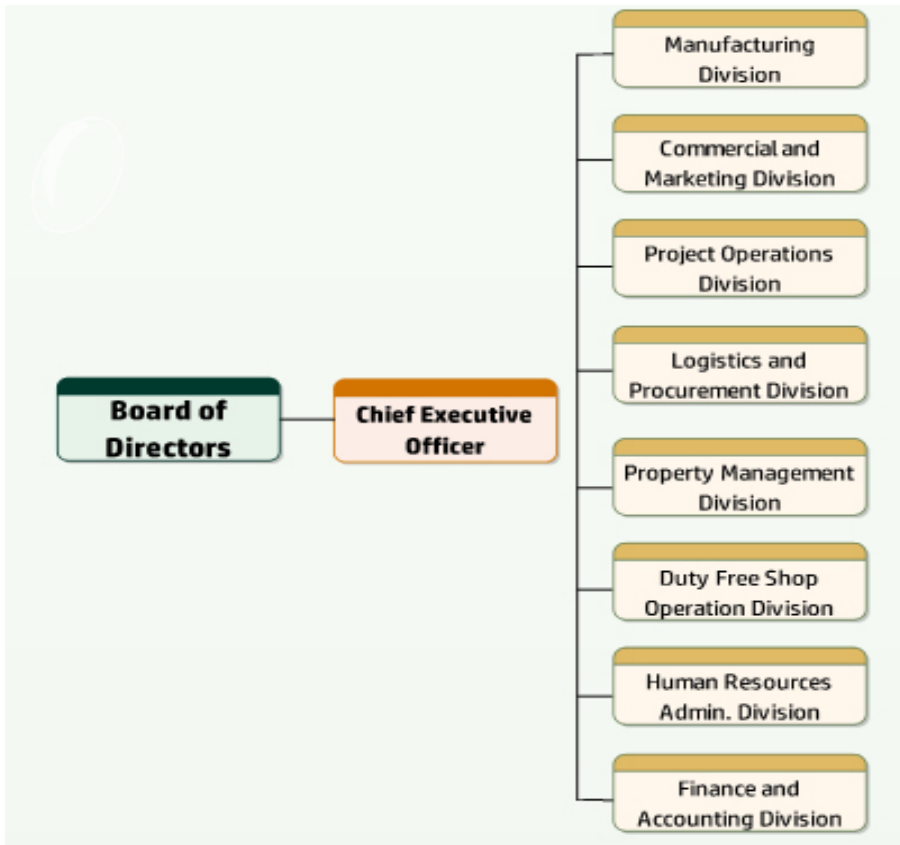 Manufacturing
Division
Commercial and
Marketing Division
Project Operations
Division
Logistics and
Procurement Division
Board of
Directors
Chief Executive
Officer
Property Management
Division
Duty Free Shop
Operation Division
Human Resources
Admin. Division
Finance and
Accounting Division